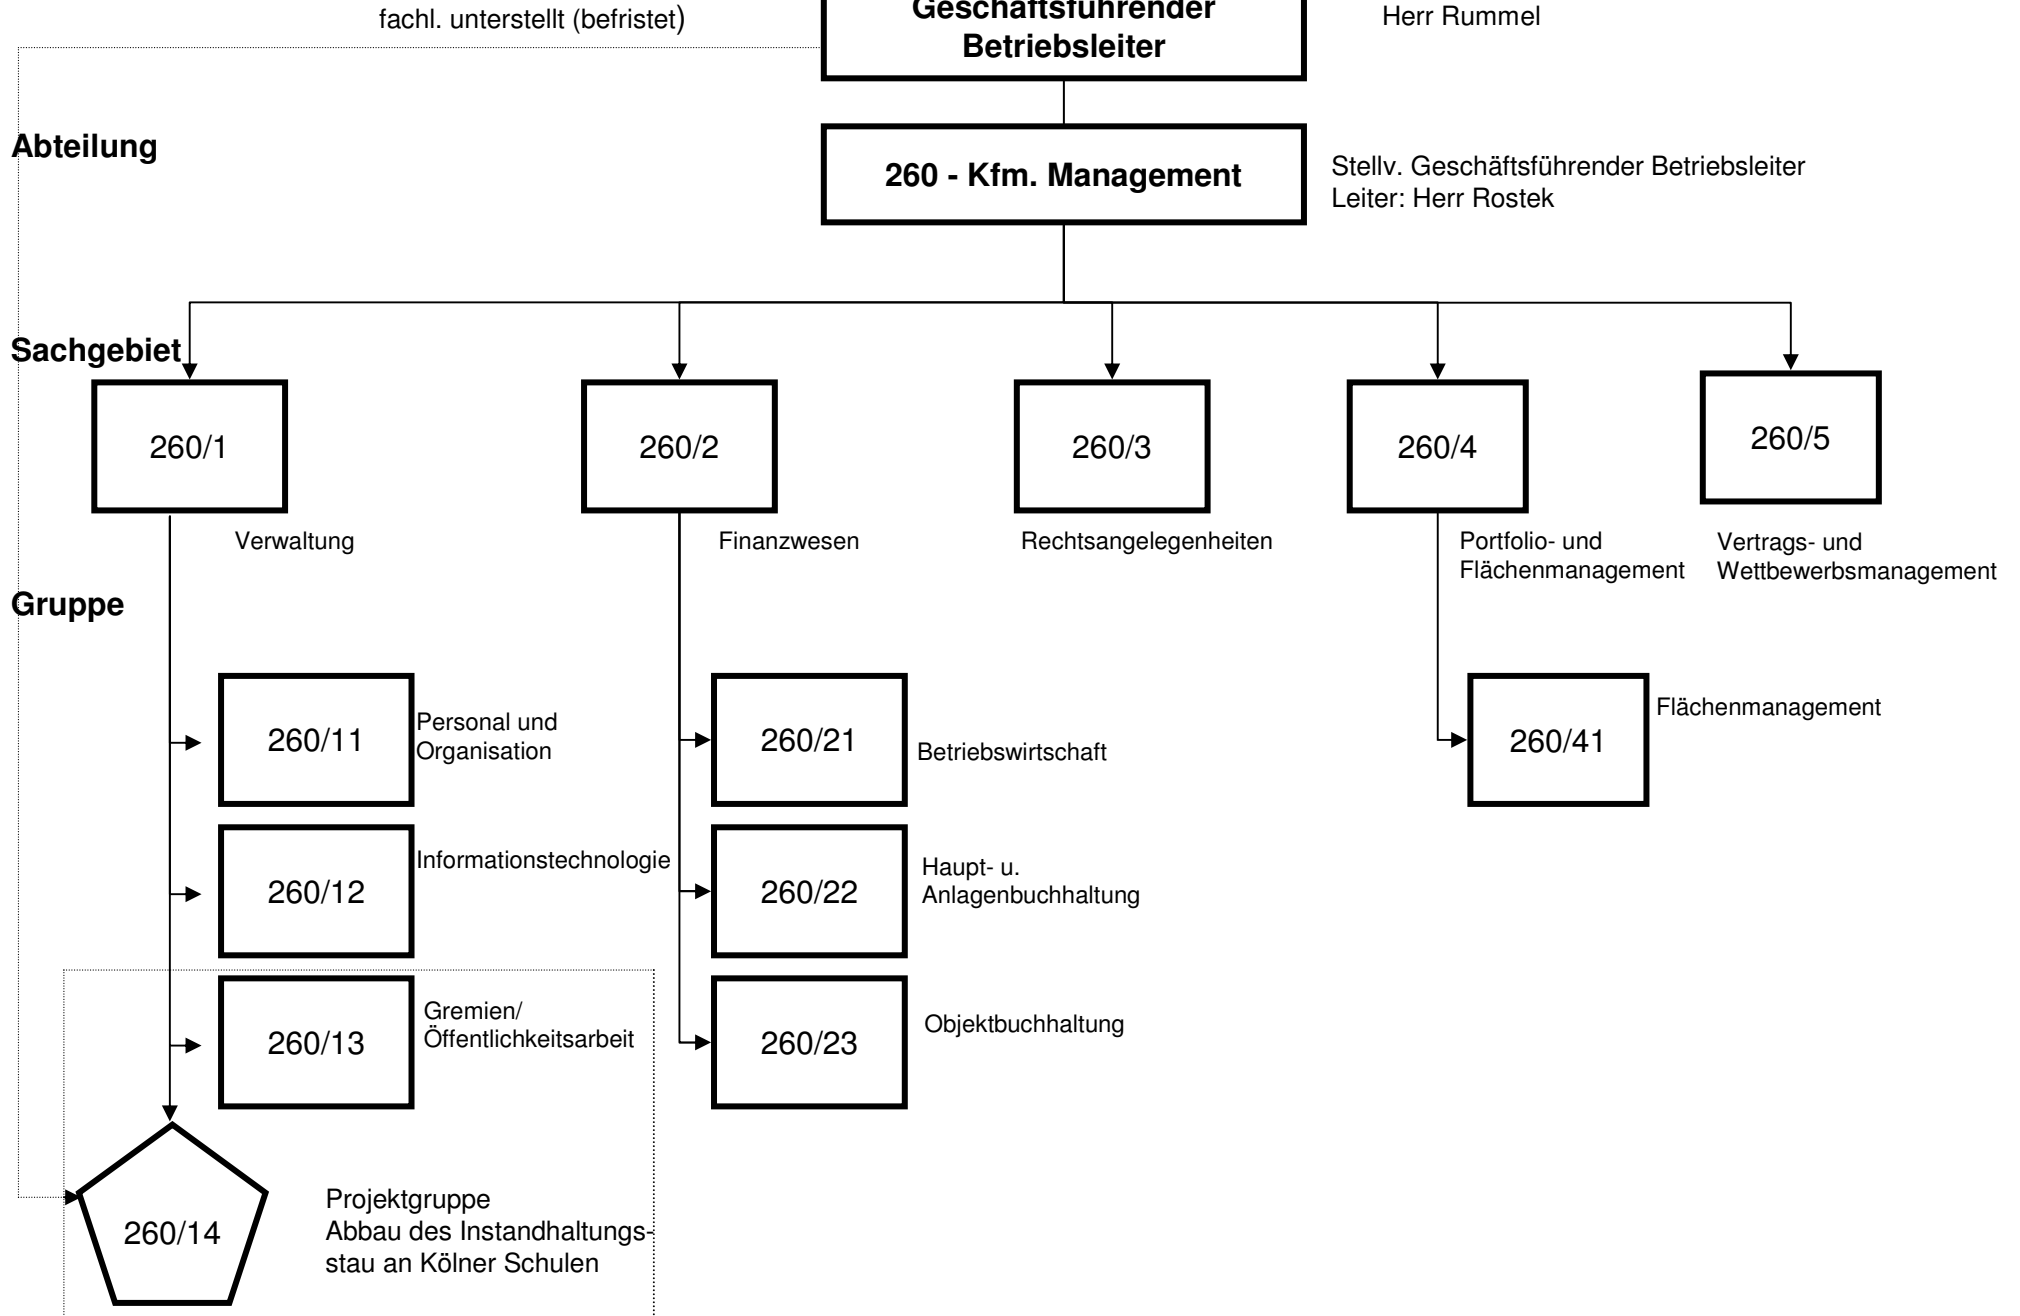 fachl. unterstellt (befristet)
Geschäftsführender
Betriebsleiter
Herr Rummel
Abteilung
260 - Kfm. Management
Stellv. Geschäftsführender Betriebsleiter
Leiter: Herr Rostek
Sachgebiet
260/1
260/2
260/3
260/4
260/5
Verwaltung
Finanzwesen
Rechtsangelegenheiten
Portfolio- und
Flächenmanagement
Vertrags- und
Wettbewerbsmanagement
Gruppe
260/11
Personal und
Organisation
260/21
Betriebswirtschaft
260/41
Flächenmanagement
260/12
Informationstechnologie
260/22
Haupt- u.
Anlagenbuchhaltung
260/13
Gremien/
Öffentlichkeitsarbeit
260/23
Objektbuchhaltung
260/14
Projektgruppe
Abbau des Instandhaltungs-
stau an Kölner Schulen